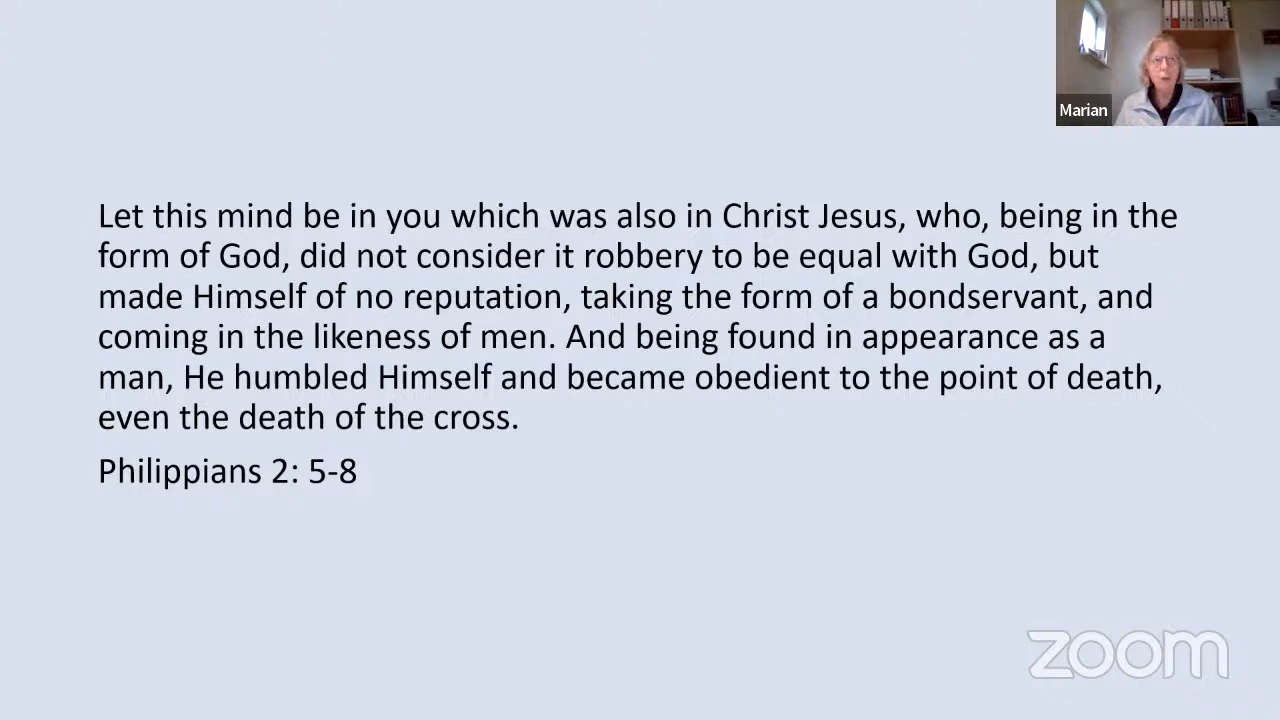 Marian
Let this mind be in you which was also in Christ Jesus, who, being in the
form of God, did not consider it robbery to be equal with God, but
made Himself of no reputation, taking the form of a bondservant, and
coming in the likeness of men. And being found in appearance as a
man, He humbled Himself and became obedient to the point of death,
even the death of the cross.
Philippians 2: 5-8
zoom